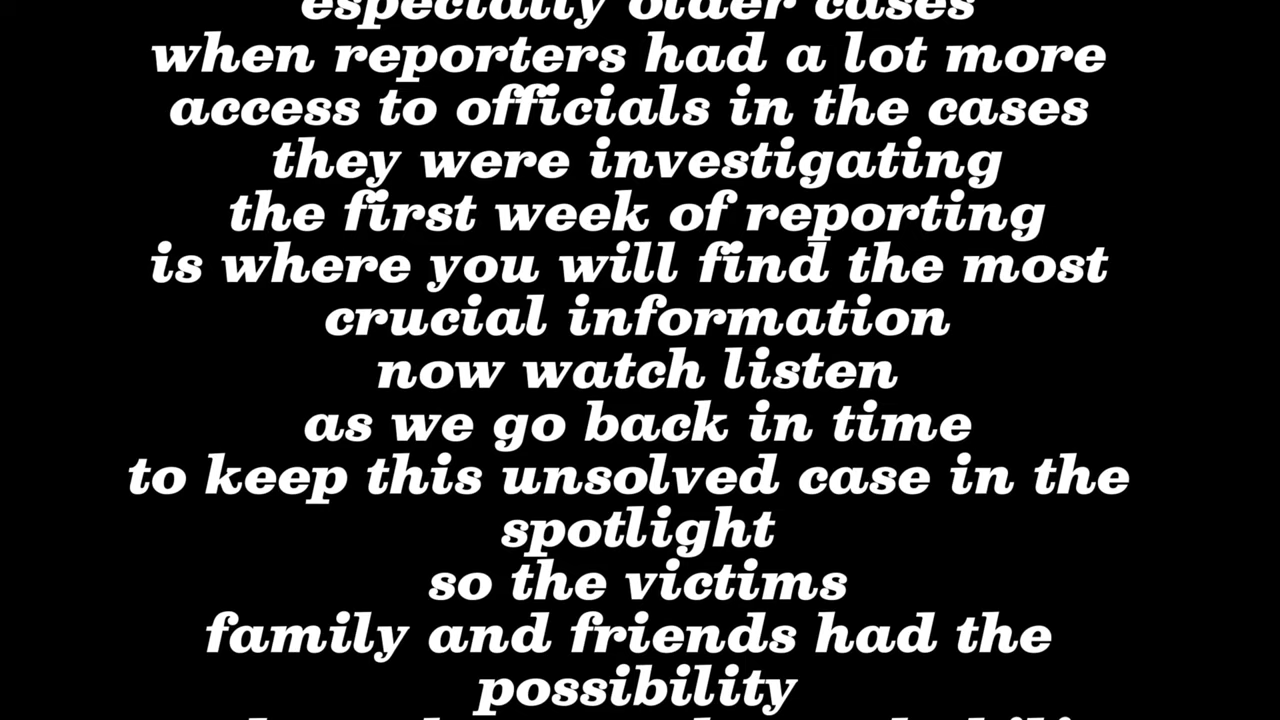 especially older cases
when reporters had a lot more
access to officials in the cases
they were investigating
the first week of reporting
is where you will find the most
crucial information
now watch listen
as we go back in time
to keep this unsolved case in the
spotlight
so the victims
family and friends had the
possibility